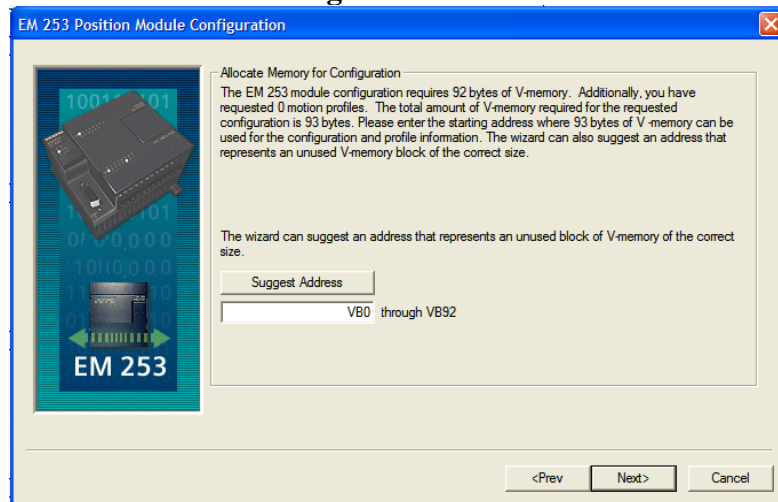 EM 253 Position Module Configuration
Allocate Memory for Configuration
The EM 253 module configuration requires 92 bytes of V-memory. Additionally, you have
requested 0 motion profiles. The total amount of V-memory required for the requested
configuration is 93 bytes. Please enter the starting address where 93 bytes of V -memory can be
used for the configuration and profile information. The wizard can also suggest an address that
represents an unused V-memory block of the correct size.
The wizard can suggest an address that represents an unused block of V-memory of the correct
size.
Suggest Address
VB0 through VB92
EM 253
<Prev Next> Cancel